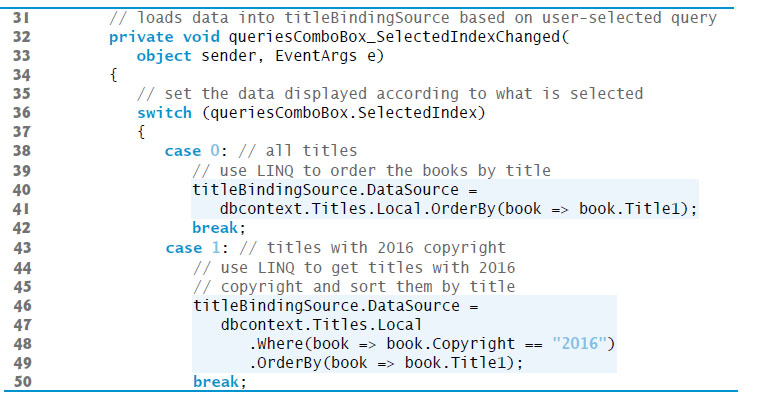 31 // loads data into titleBindingSource based on user-selected query
32 private void queriesComboBox_SelectedIndexChanged(
33 object sender, EventArgs e)
34 {
35 // set the data displayed according to what is selected
36 switch (queriesComboBox.SelectedIndex)
37 {
38 case 0: // all titles
39 // use LINQ to order the books by title
40 titleBindingSource.DataSource =
41 dbcontext.Titles.Local.OrderBy(book => book.Title1);
42 break;
43 case 1: // titles with 2016 copyright
44 // use LINQ to get titles with 2016
45 // copyright and sort them by title
46 titleBindingSource.DataSource =
47 dbcontext.Titles.Local
48 .Where(book => book.Copyright == "2016")
49 .OrderBy(book => book.Title1);
50 break;